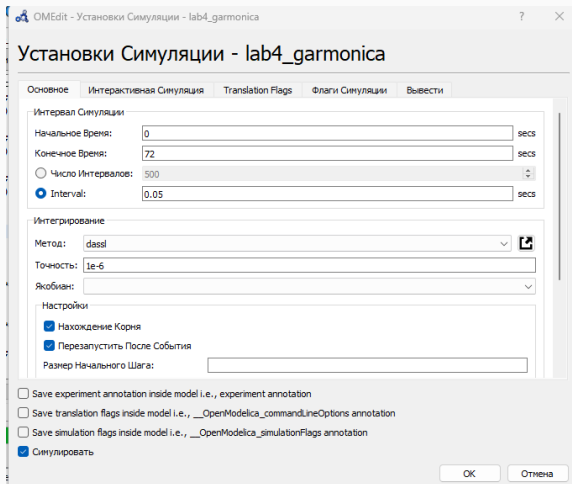 OMEdit - Установки Симуляции - lab4_garmonica
Установки Симуляции - lab4_garmonica
Основное Интерактивная Симуляция Translation Flags Флаги Симуляции Вывести
Интервал Симуляции
Начальное Время: 0 secs
Конечное Время: 72 secs
Число Интервалов: 500
Interval: 0.05 secs
Интегрирование
Метод: dassl
Точность: 1e-6
Якобиан:
Настройки
Нахождение Корня
Перезапустить После События
Размер Начального Шага:
Save experiment annotation inside model i.e., experiment annotation
Save translation flags inside model i.e., __OpenModelica_commandLineOptions annotation
Save simulation flags inside model i.e., __OpenModelica_simulationFlags annotation
Симулировать
OK Отмена